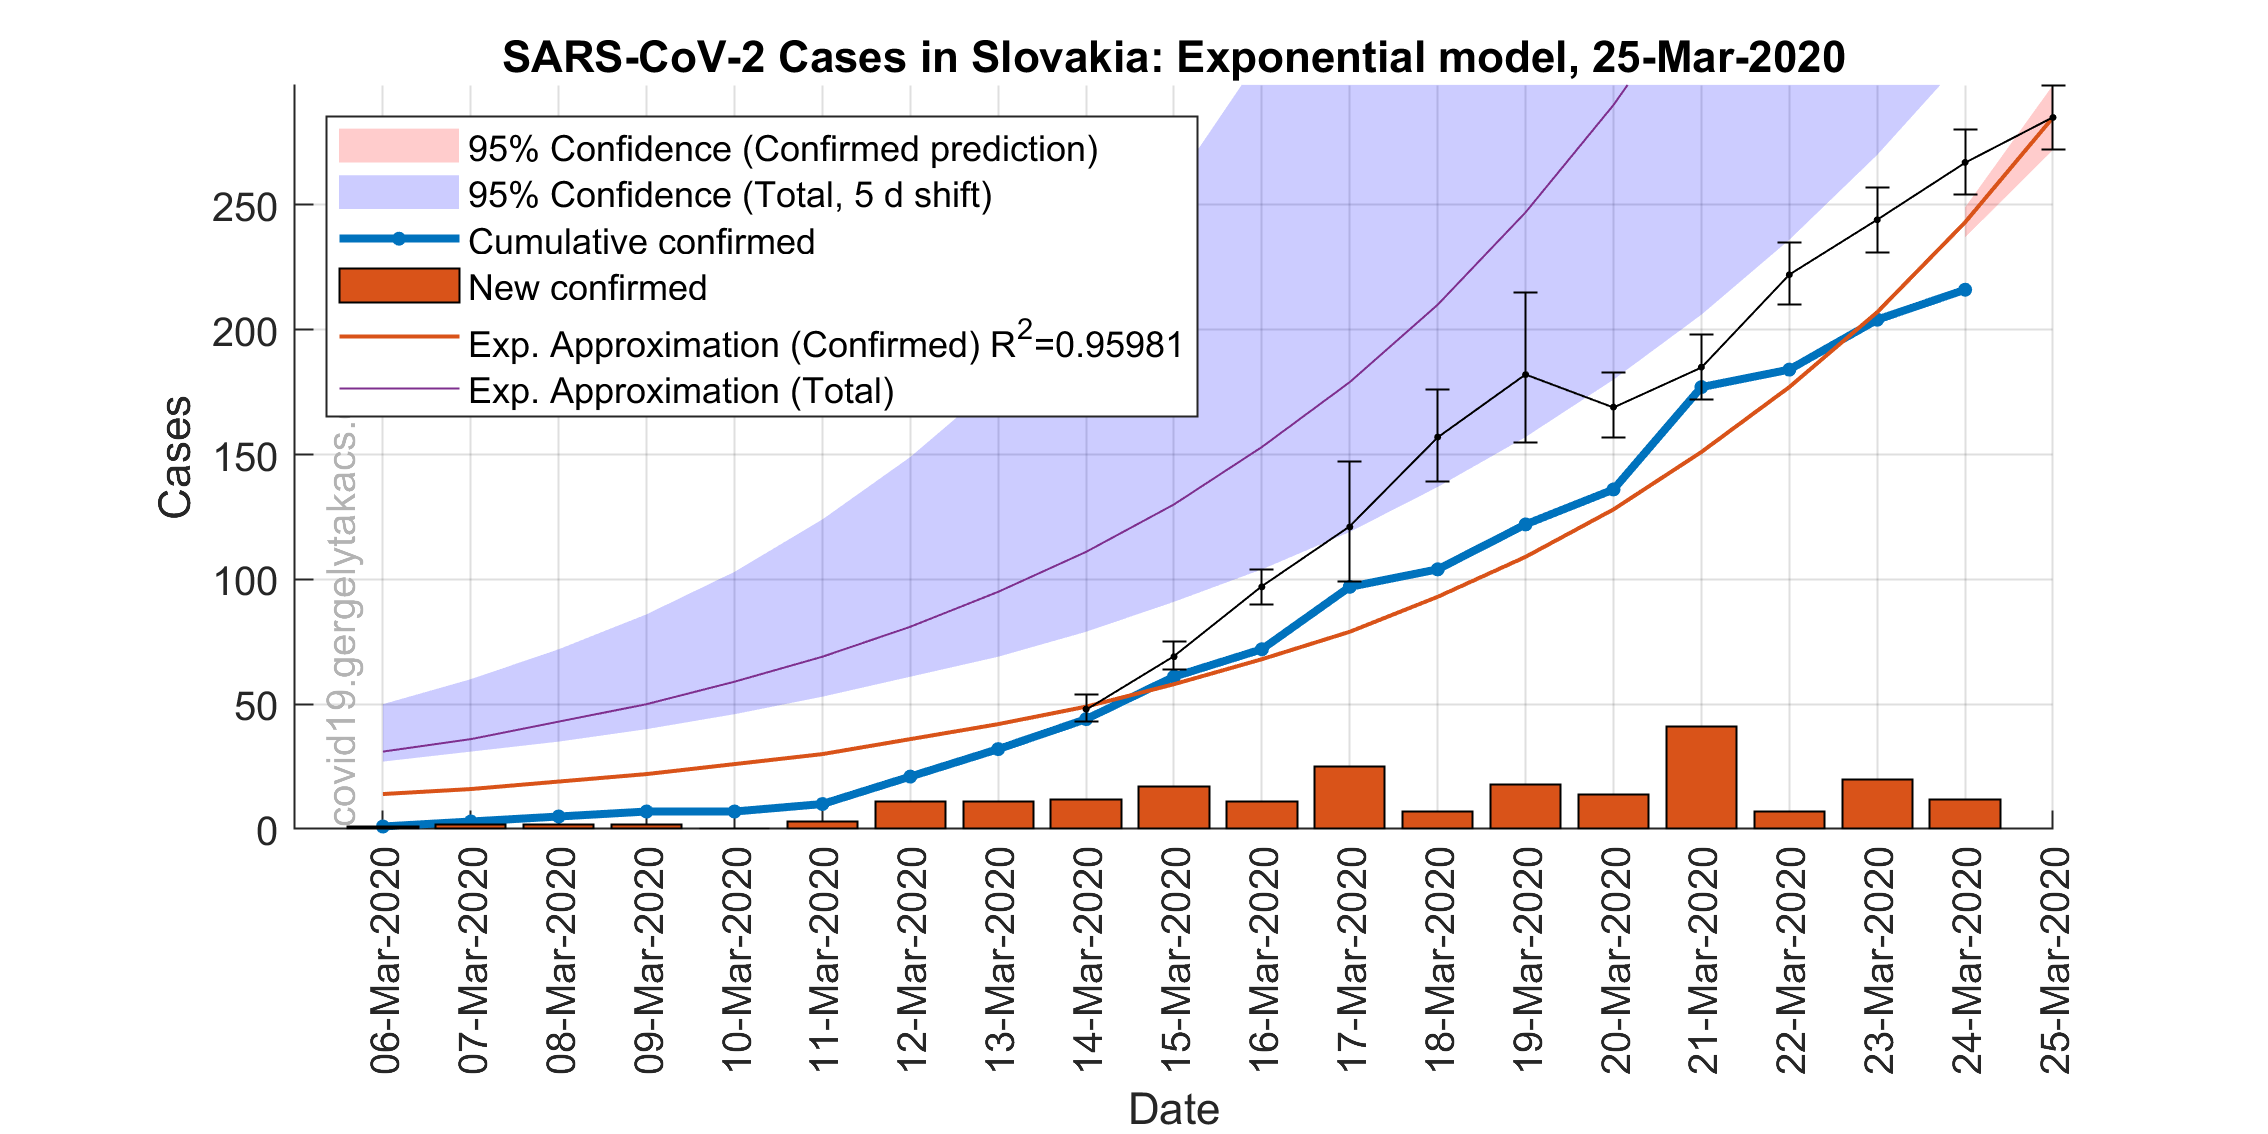 SARS-CoV-2 Cases in Slovakia: Exponential model, 25-Mar-2020
95% Confidence (Confirmed prediction)
95% Confidence (Total, 5 d shift)
Cumulative confirmed
New confirmed
Exp. Approximation (Confirmed) R²=0.95981
Exp. Approximation (Total)
covid19.gergelytakacs.
Cases
250
200
150
100
50
0
06-Mar-2020
07-Mar-2020
08-Mar-2020
09-Mar-2020
10-Mar-2020
11-Mar-2020
12-Mar-2020
13-Mar-2020
14-Mar-2020
15-Mar-2020
16-Mar-2020
17-Mar-2020
18-Mar-2020
19-Mar-2020
20-Mar-2020
21-Mar-2020
22-Mar-2020
23-Mar-2020
24-Mar-2020
25-Mar-2020
Date